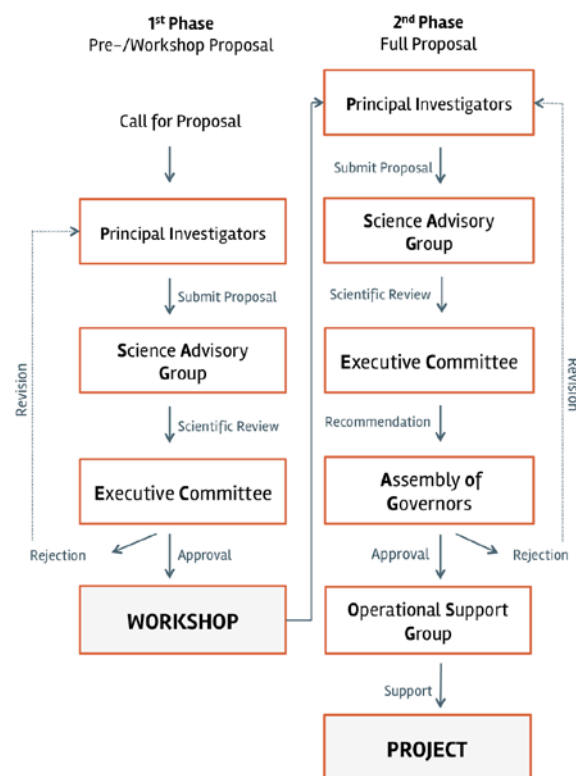 1st Phase
Pre-/Workshop Proposal
Call for Proposal
Principal Investigators
Submit Proposal
Science Advisory
Group
Scientific Review
Executive Committee
Rejection
Approval
WORKSHOP
Revision
2nd Phase
Full Proposal
Principal Investigators
Submit Proposal
Science Advisory
Group
Scientific Review
Executive Committee
Recommendation
Assembly of
Governors
Approval
Rejection
Operational Support
Group
Support
PROJECT
Revision